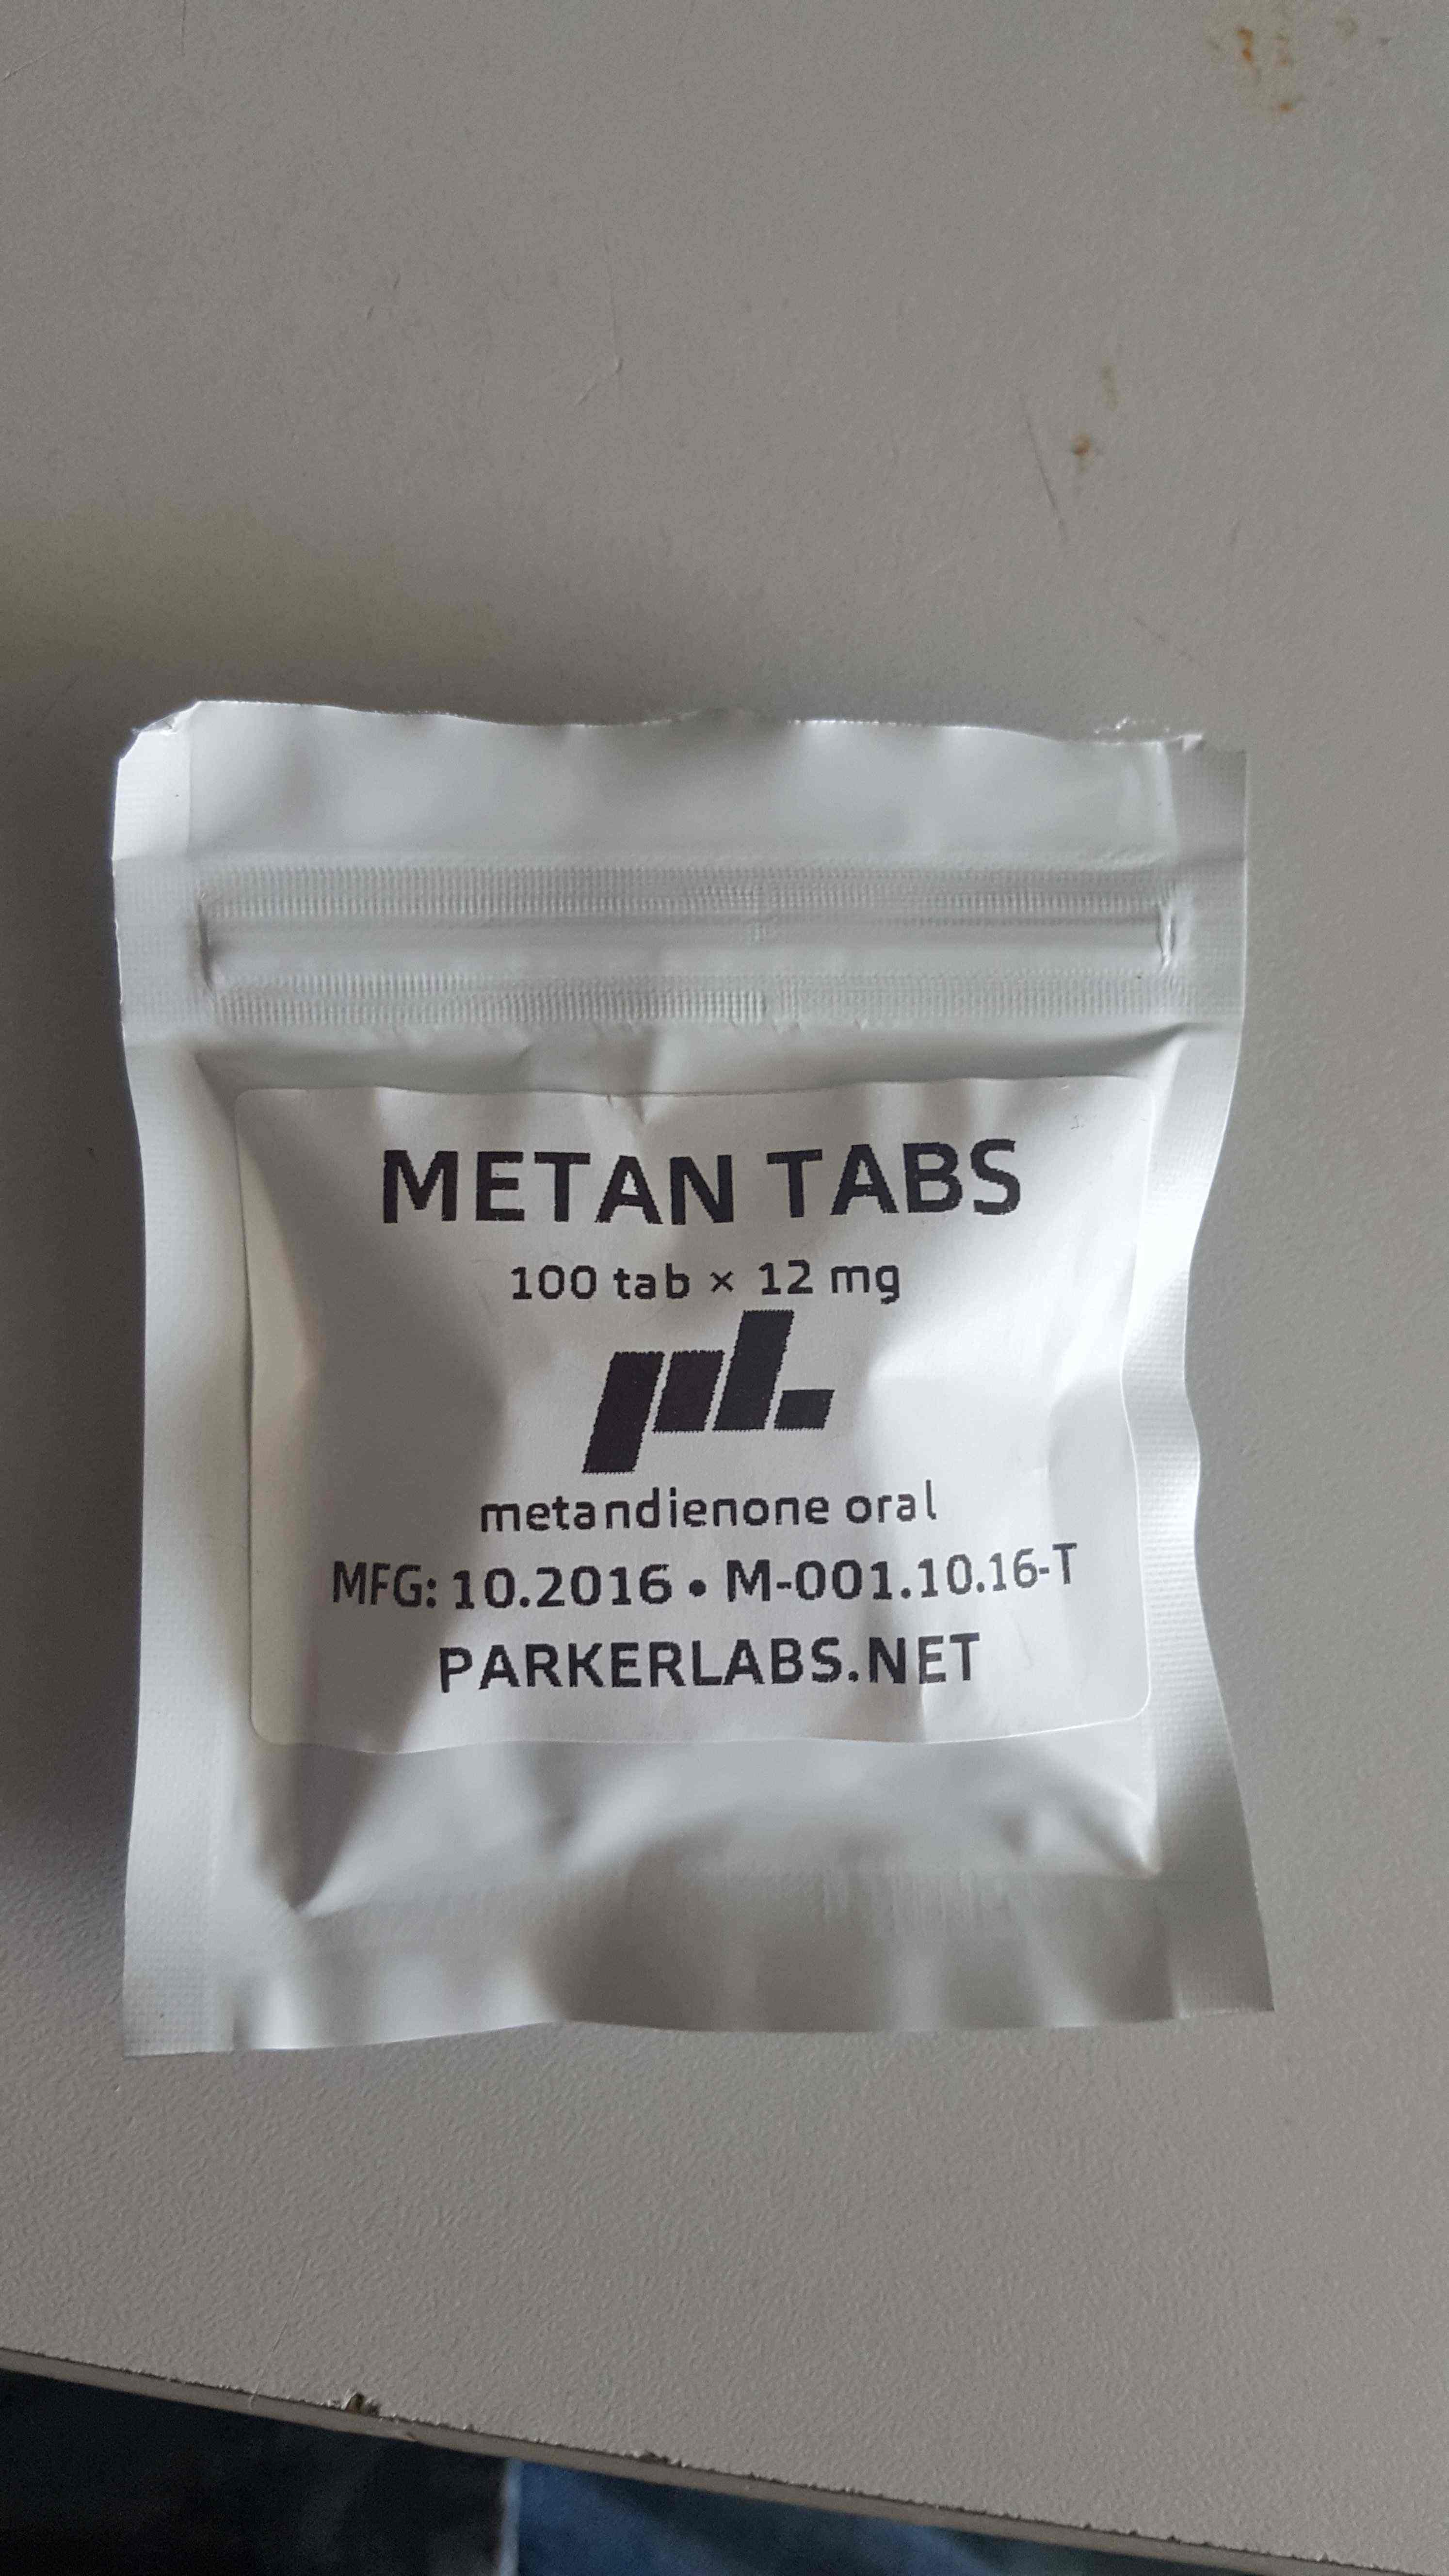 METAN TABS
100 tab × 12 mg
pL
metandienone oral
MFG: 10.2016 • M-001.10.16-T
PARKERLABS.NET